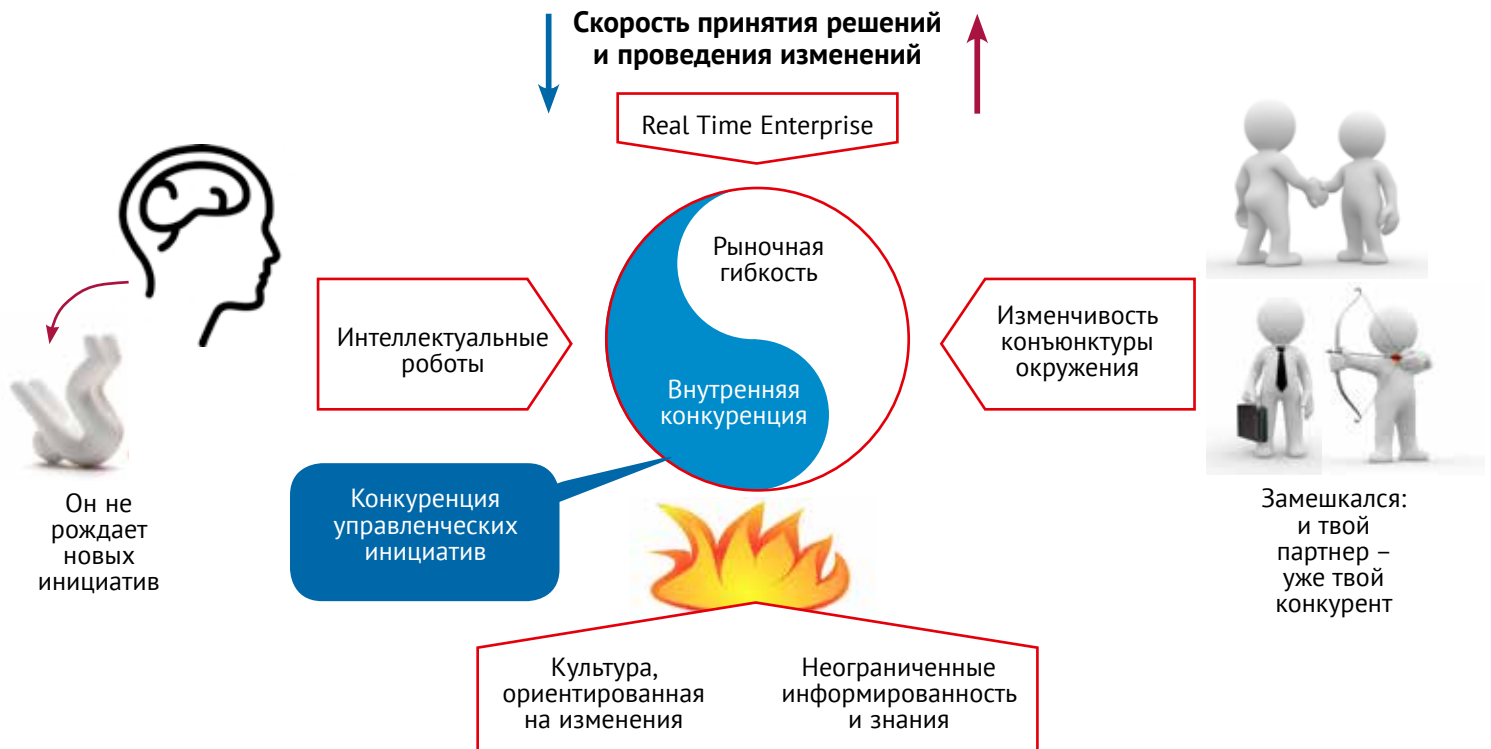 Скорость принятия решений
и проведения изменений
Real Time Enterprise
Рыночная
гибкость
Интеллектуальные
роботы
Изменчивость
конъюнктуры
окружения
Внутренняя
конкуренция
Конкуренция
управленческих
инициатив
Он не
рождает
новых
инициатив
Замешкался:
и твой
партнер –
уже твой
конкурент
Культура,
ориентированная
на изменения
Неограниченные
информированность
и знания